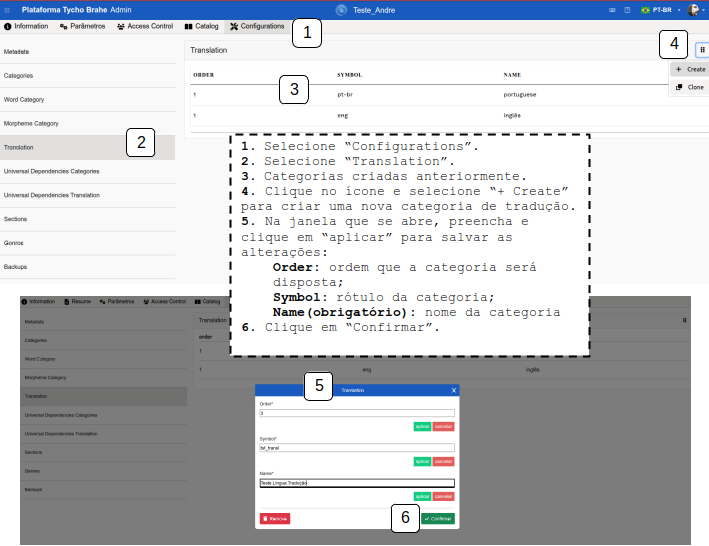 Plataforma Tycho Brahe Admin
Teste_Andre
PT-BR
Information Parâmetros Access Control Catalog Configurations
1
Metadata
Categories
Word Category
Morpheme Category
Translation
2
Universal Dependencies Categories
Universal Dependencies Translation
Sections
Genres
Backups
Translation
4
+ Create
Clone
ORDER SYMBOL NAME
1 pt-br portuguese
3
1 eng inglês
1. Selecione “Configurations”.
2. Selecione “Translation”.
3. Categorias criadas anteriormente.
4. Clique no ícone e selecione “+ Create”
para criar uma nova categoria de tradução.
5. Na janela que se abre, preencha e
clique em “aplicar” para salvar as
alterações:
Order: ordem que a categoria será
disposta;
Symbol: rótulo da categoria;
Name(obrigatório): nome da categoria
6. Clique em “Confirmar”.
Information Resume Parâmetros Access Control Catalog
Metadata
Categories
Word Category
Morpheme Category
Translation
Universal Dependencies Categories
Universal Dependencies Translation
Sections
Genres
Backups
Translation
order
1
1 eng inglês
5
Translation X
Order*
3
aplicar cancelar
Symbol*
tst_transl
aplicar cancelar
Name*
Teste Língua Tradução
aplicar cancelar
Remove
6
Confirmar